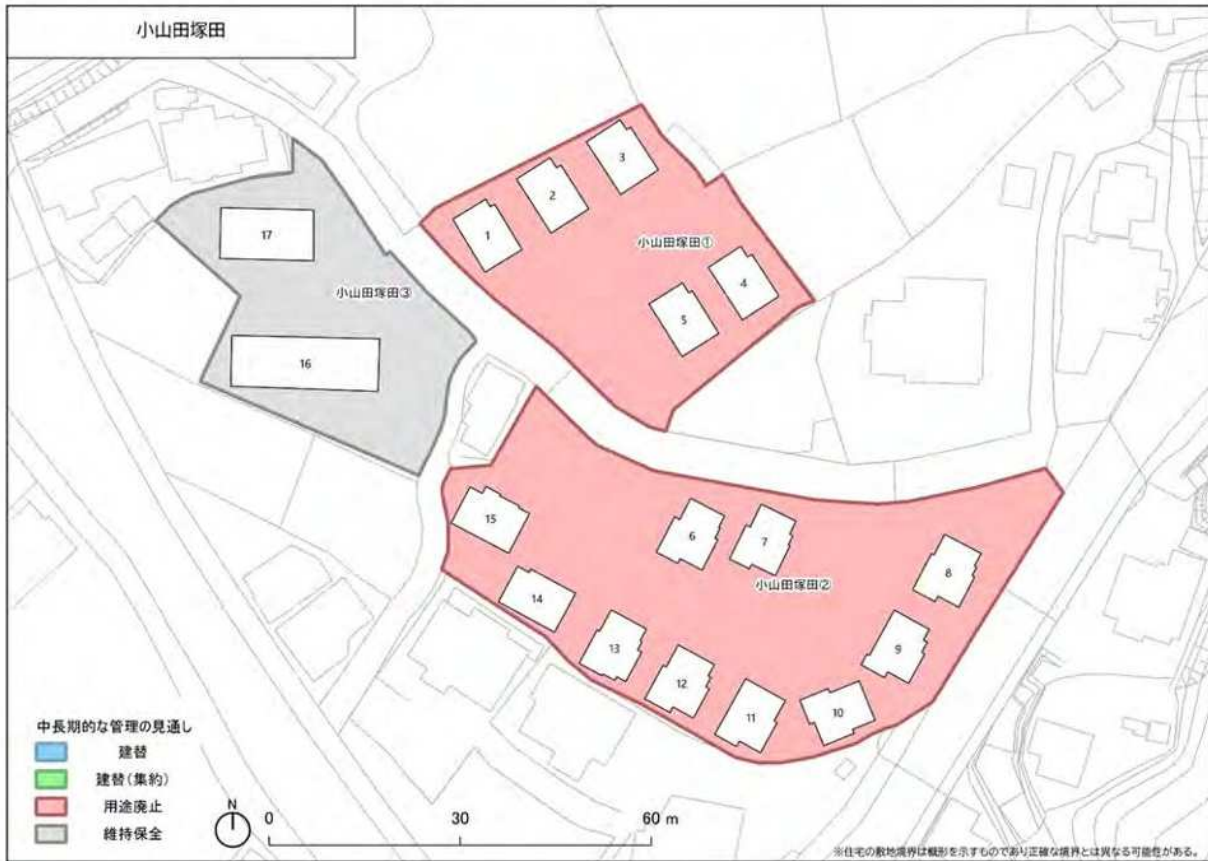 小山田塚田
3
2
1
17
小山田塚田①
4
小山田塚田③
5
16
15
6
7
8
小山田塚田②
14
13
9
12
11
10
中長期的な管理の見通し
建替
建替(集約)
用途廃止
維持保全
N
0
30
60 m
※住宅の敷地境界は概形を示すものであり正確な境界とは異なる可能性がある。